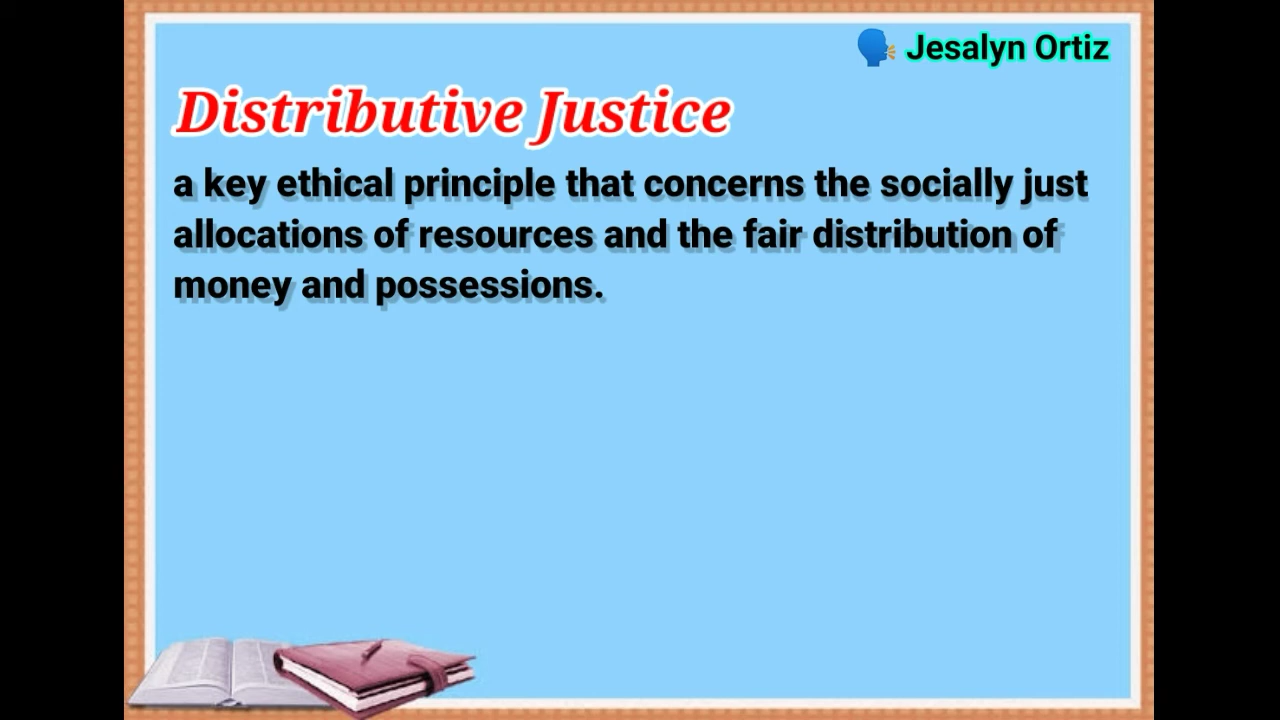 🗣 Jesalyn Ortiz
Distributive Justice
a key ethical principle that concerns the socially just
allocations of resources and the fair distribution of
money and possessions.